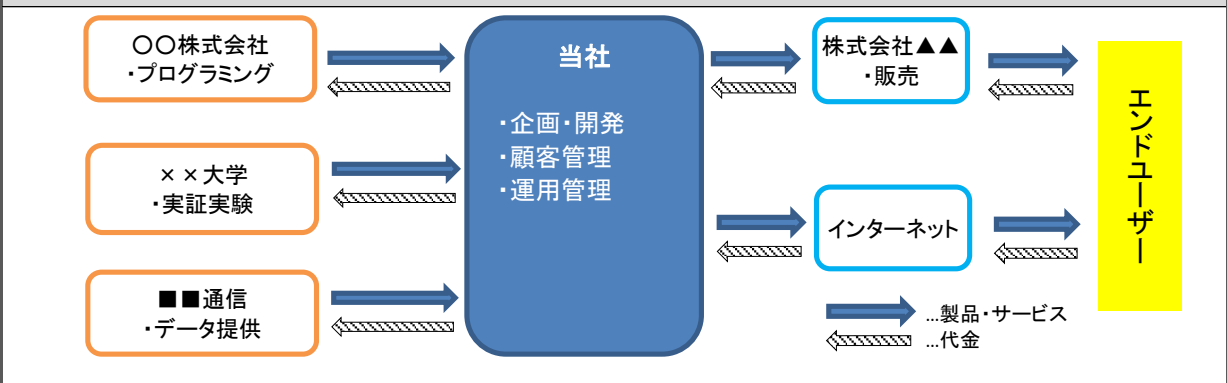 〇〇株式会社
・プログラミング
××大学
・実証実験
■■通信
・データ提供
当社
・企画・開発
・顧客管理
・運用管理
株式会社▲▲
・販売
インターネット
エンドユーザー
...製品・サービス
...代金